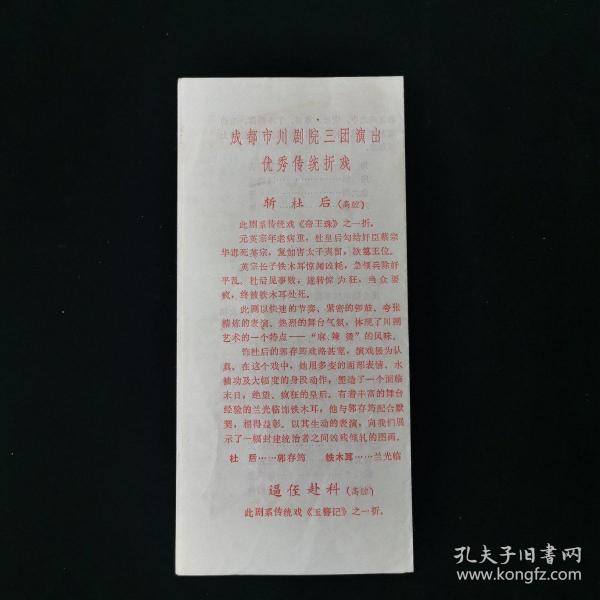 成都市川剧院三团演出
优秀传统折戏
斩杜后(高腔)
此剧系传统戏《帝王珠》之一折。
元英宗年老病重，杜皇后勾结奸臣蔡宗
华毒死英宗，复加害太子夷留，欲篡王位。
英宗长子铁木耳惊闻凶耗，急领兵除奸
平乱。杜后见事败，遂转惊为狂，当众耍
疯，终被铁木耳处死。
此剧以快速的节奏、紧密的锣鼓、夸张
精炼的表演、热烈的舞台气氛，体现了川剧
艺术的一个特点——“麻、辣、烫”的风味。
饰杜后的郭存筠戏路甚宽，演戏极为认
真。在这个戏中，她用多变的面部表情、水
袖功及大幅度的身段动作，塑造了一个面临
末日，绝望、疯狂的皇后。有着丰富的舞台
经验的兰光临饰铁木耳，他与郭存筠配合默
契，相得益彰。以其生动的表演，向我们展
示了一幅封建统治者之间凶残倾轧的图画。
杜后……郭存筠　铁木耳……兰光临
逼侄赴科(高腔)
此剧系传统戏《玉簪记》之一折。
孔夫子旧书网
www.kongfz.com